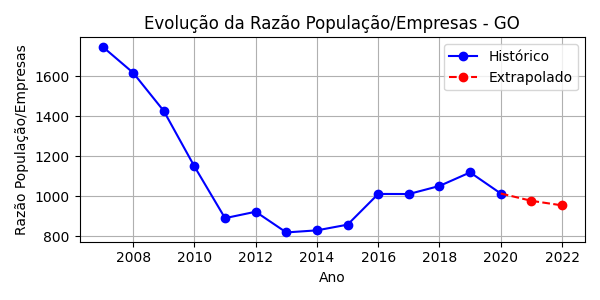 Evolução da Razão População/Empresas - GO
Razão População/Empresas
1600
1400
1200
1000
800
Histórico
Extrapolado
2008 2010 2012 2014 2016 2018 2020 2022
Ano